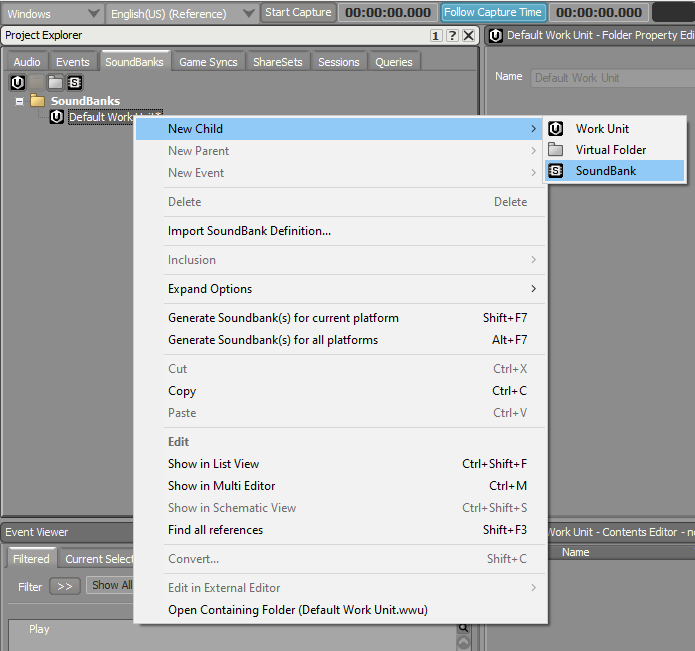 Windows English(US) (Reference) Start Capture 00:00:00.000 Follow Capture Time 00:00:00.000
Project Explorer 1 ?
Default Work Unit - Folder Property Edi
Audio Events SoundBanks Game Syncs ShareSets Sessions Queries
Name Default Work Unit
SoundBanks
Default Work Unit*
New Child
New Parent
New Event
Delete Delete
Import SoundBank Definition...
Inclusion
Expand Options
Generate Soundbank(s) for current platform Shift+F7
Generate Soundbank(s) for all platforms Alt+F7
Cut Ctrl+X
Copy Ctrl+C
Paste Ctrl+V
Edit
Show in List View Ctrl+Shift+F
Show in Multi Editor Ctrl+M
Show in Schematic View Ctrl+Shift+S
Find all references Shift+F3
Convert... Shift+C
Edit in External Editor
Open Containing Folder (Default Work Unit.wwu)
Work Unit
Virtual Folder
SoundBank
Event Viewer
Work Unit - Contents Editor - n
Filtered Current Select
Name
Filter >> Show All
Play